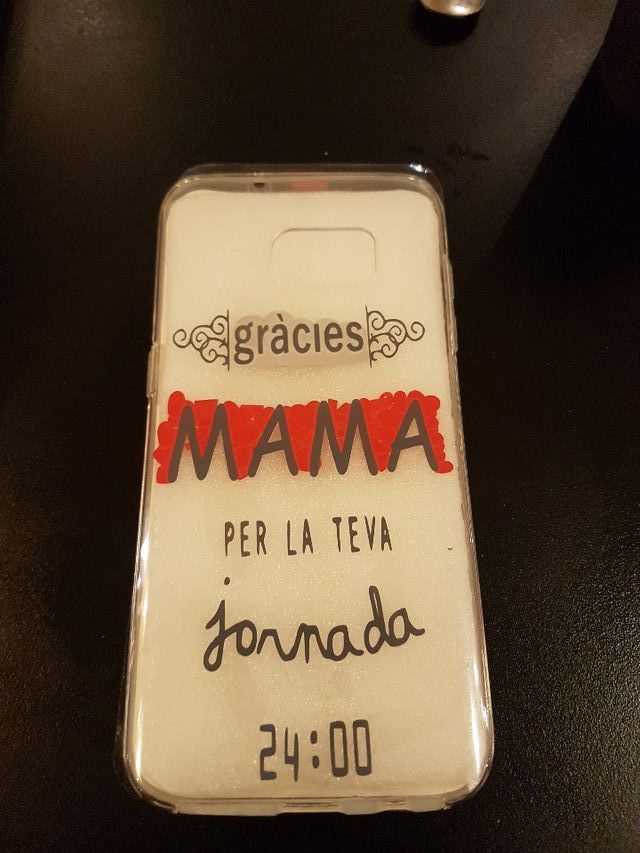 gràcies
MAMA
PER LA TEVA
jornada
24:00